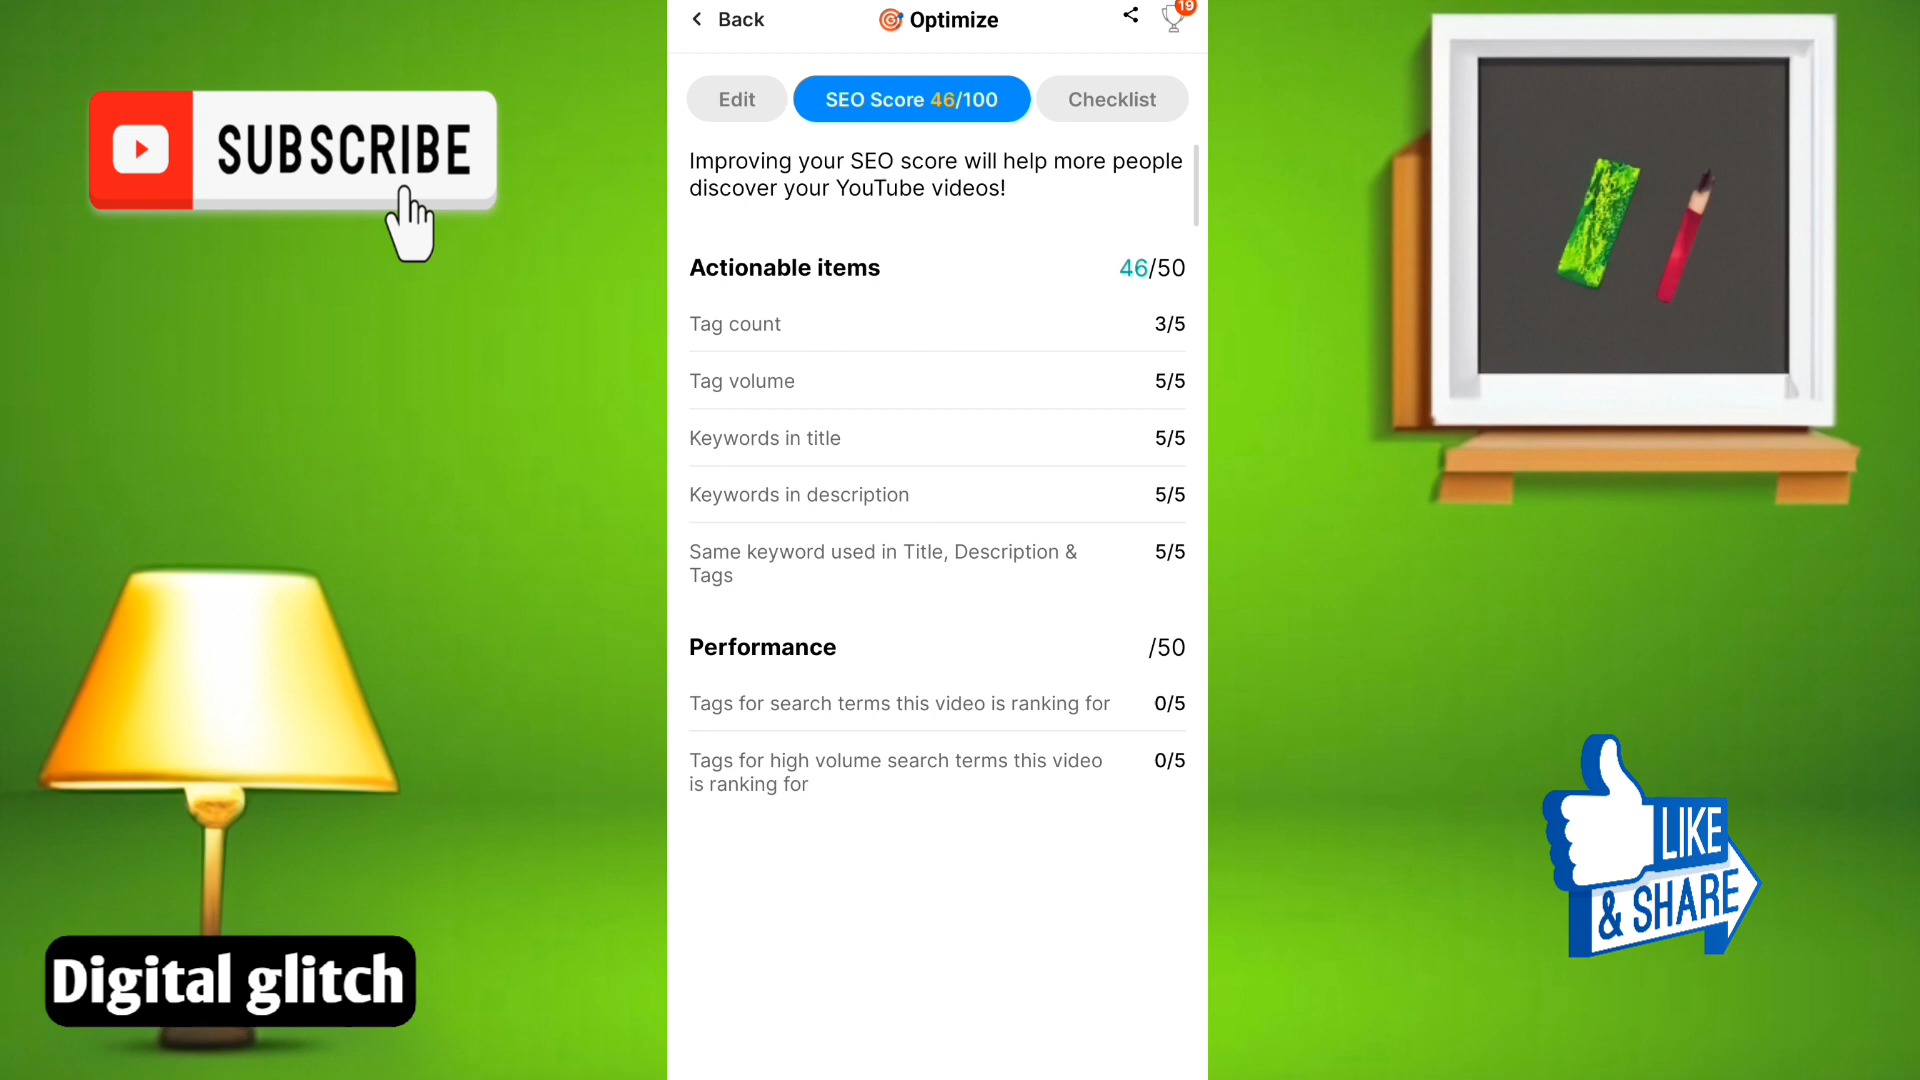 Back
Optimize
19
Edit
SEO Score 46/100
Checklist
Improving your SEO score will help more people
discover your YouTube videos!
Actionable items 46/50
Tag count 3/5
Tag volume 5/5
Keywords in title 5/5
Keywords in description 5/5
Same keyword used in Title, Description & 5/5
Tags
Performance /50
Tags for search terms this video is ranking for 0/5
Tags for high volume search terms this video 0/5
is ranking for
SUBSCRIBE
Digital glitch
LIKE
& SHARE